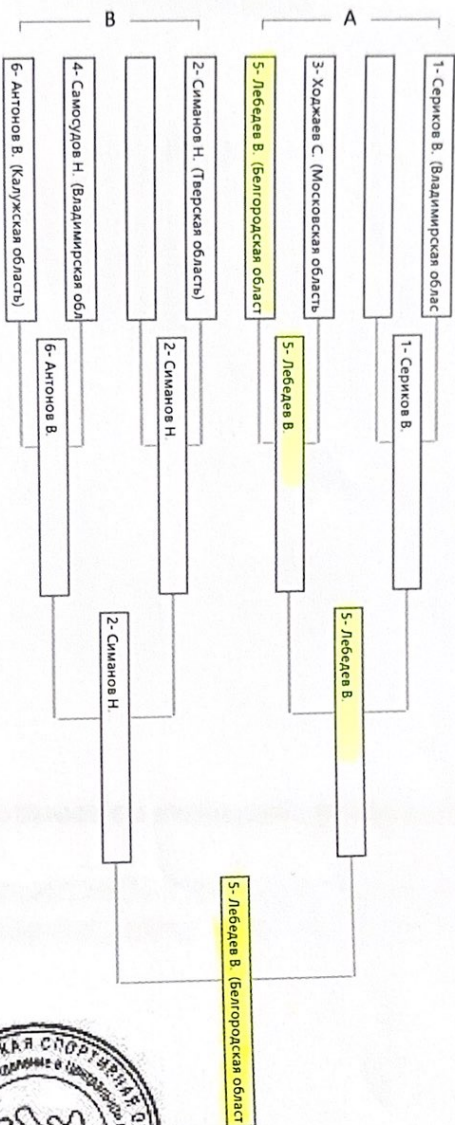 A
1- Сериков В. (Владимирская облас
3- Ходжаев С. (Московская область
5- Лебедев В. (Белгородская област
B
2- Симанов Н. (Тверская область)
4- Самосудов Н. (Владимирская обл
6- Антонов В. (Калужская область)
1- Сериков В.
5- Лебедев В.
2- Симанов Н.
6- Антонов В.
5- Лебедев В.
2- Симанов Н.
5- Лебедев В. (Белгородская област
КАЯ СПОРТИВНАЯ О